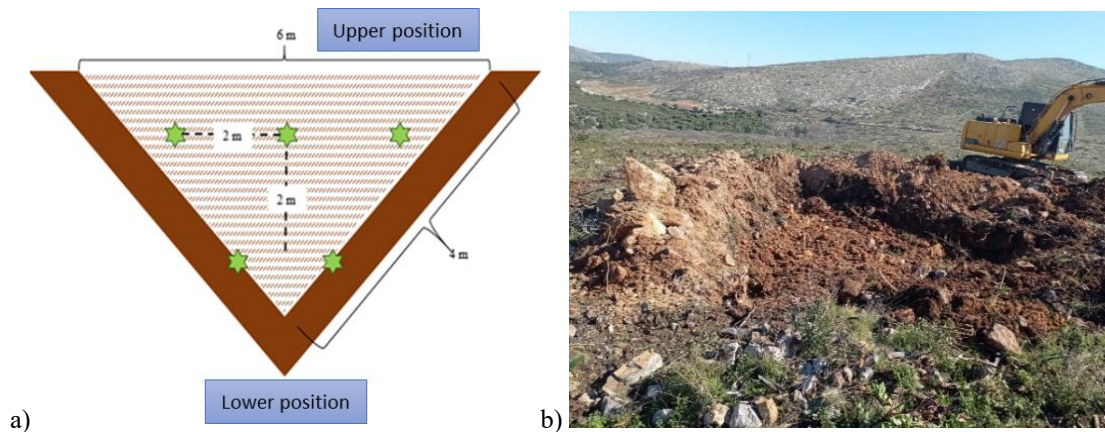 Upper position
6 m
2 m
2 m
4 m
Lower position
a)
b)